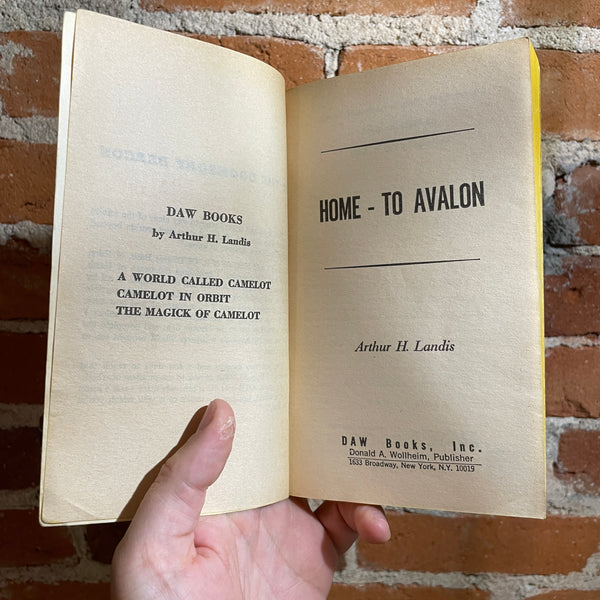 DAW BOOKS
by Arthur H. Landis
A WORLD CALLED CAMELOT
CAMELOT IN ORBIT
THE MAGICK OF CAMELOT
HOME - TO AVALON
Arthur H. Landis
DAW Books, Inc.
Donald A. Wollheim, Publisher
1633 Broadway, New York, N.Y. 10019